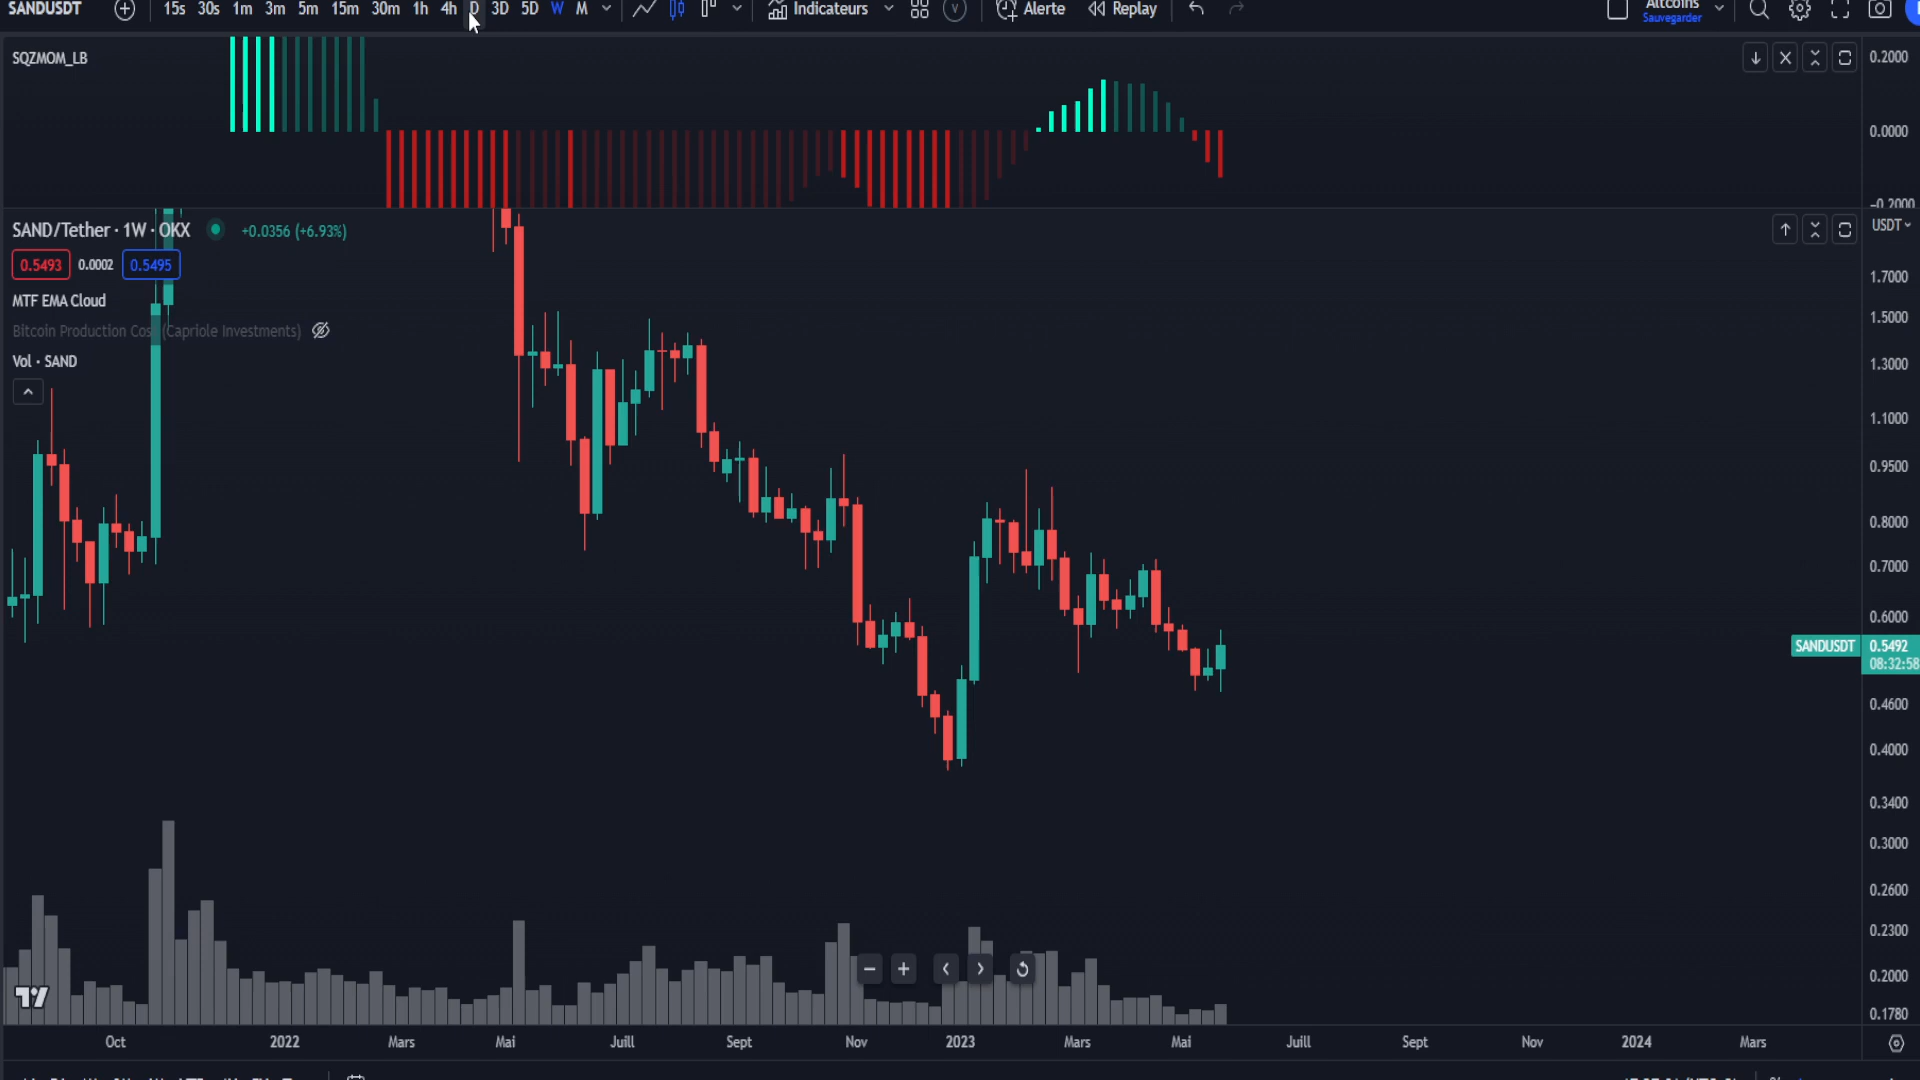 SANDUSDT 15s 30s 1m 3m 5m 15m 30m 1h 4h D 3D 5D W M Indicateurs Alerte Replay Altcoins
Sauvegarder
SQZMOM_LB
0.2000
0.0000
-0.2000
SAND/Tether · 1W · OKX +0.0356 (+6.93%)
USDT
0.5493 0.0002 0.5495
1.7000
MTF EMA Cloud
1.5000
Bitcoin Production Cos (Capriole Investments)
Vol · SAND
1.3000
1.1000
0.9500
0.8000
0.7000
0.6000
SANDUSDT 0.5492
08:32:58
0.4600
0.4000
0.3400
0.3000
0.2600
0.2300
0.2000
0.1780
Oct 2022 Mars Mai Juill Sept Nov 2023 Mars Mai Juill Sept Nov 2024 Mars